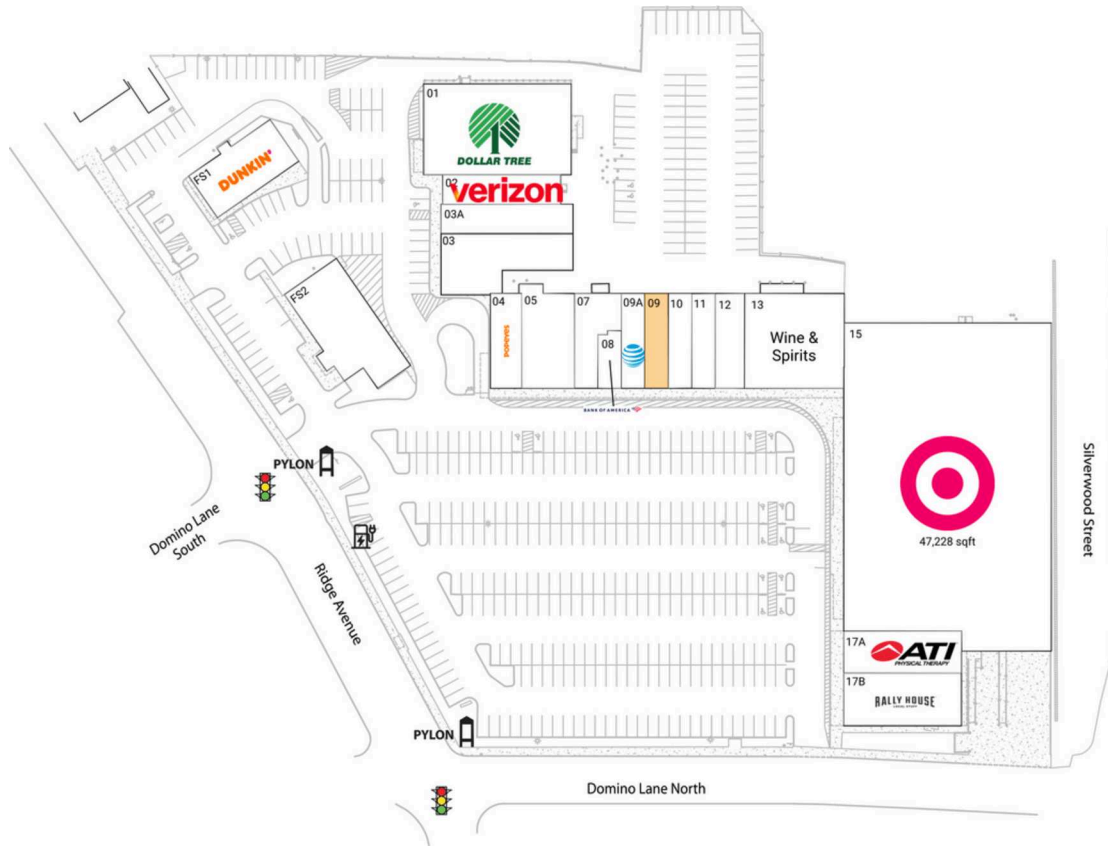 01
DOLLAR TREE
FS1
DUNKIN'
02
verizon
03A
03
FS2
04
POPEYES
05
07
08
BANK OF AMERICA
09A
09
10
11
12
13
Wine &
Spirits
15
47,228 sqft
Silverwood Street
PYLON
Domino Lane
South
Ridge Avenue
17A
ATI
PHYSICAL THERAPY
17B
RALLY HOUSE
PYLON
Domino Lane North